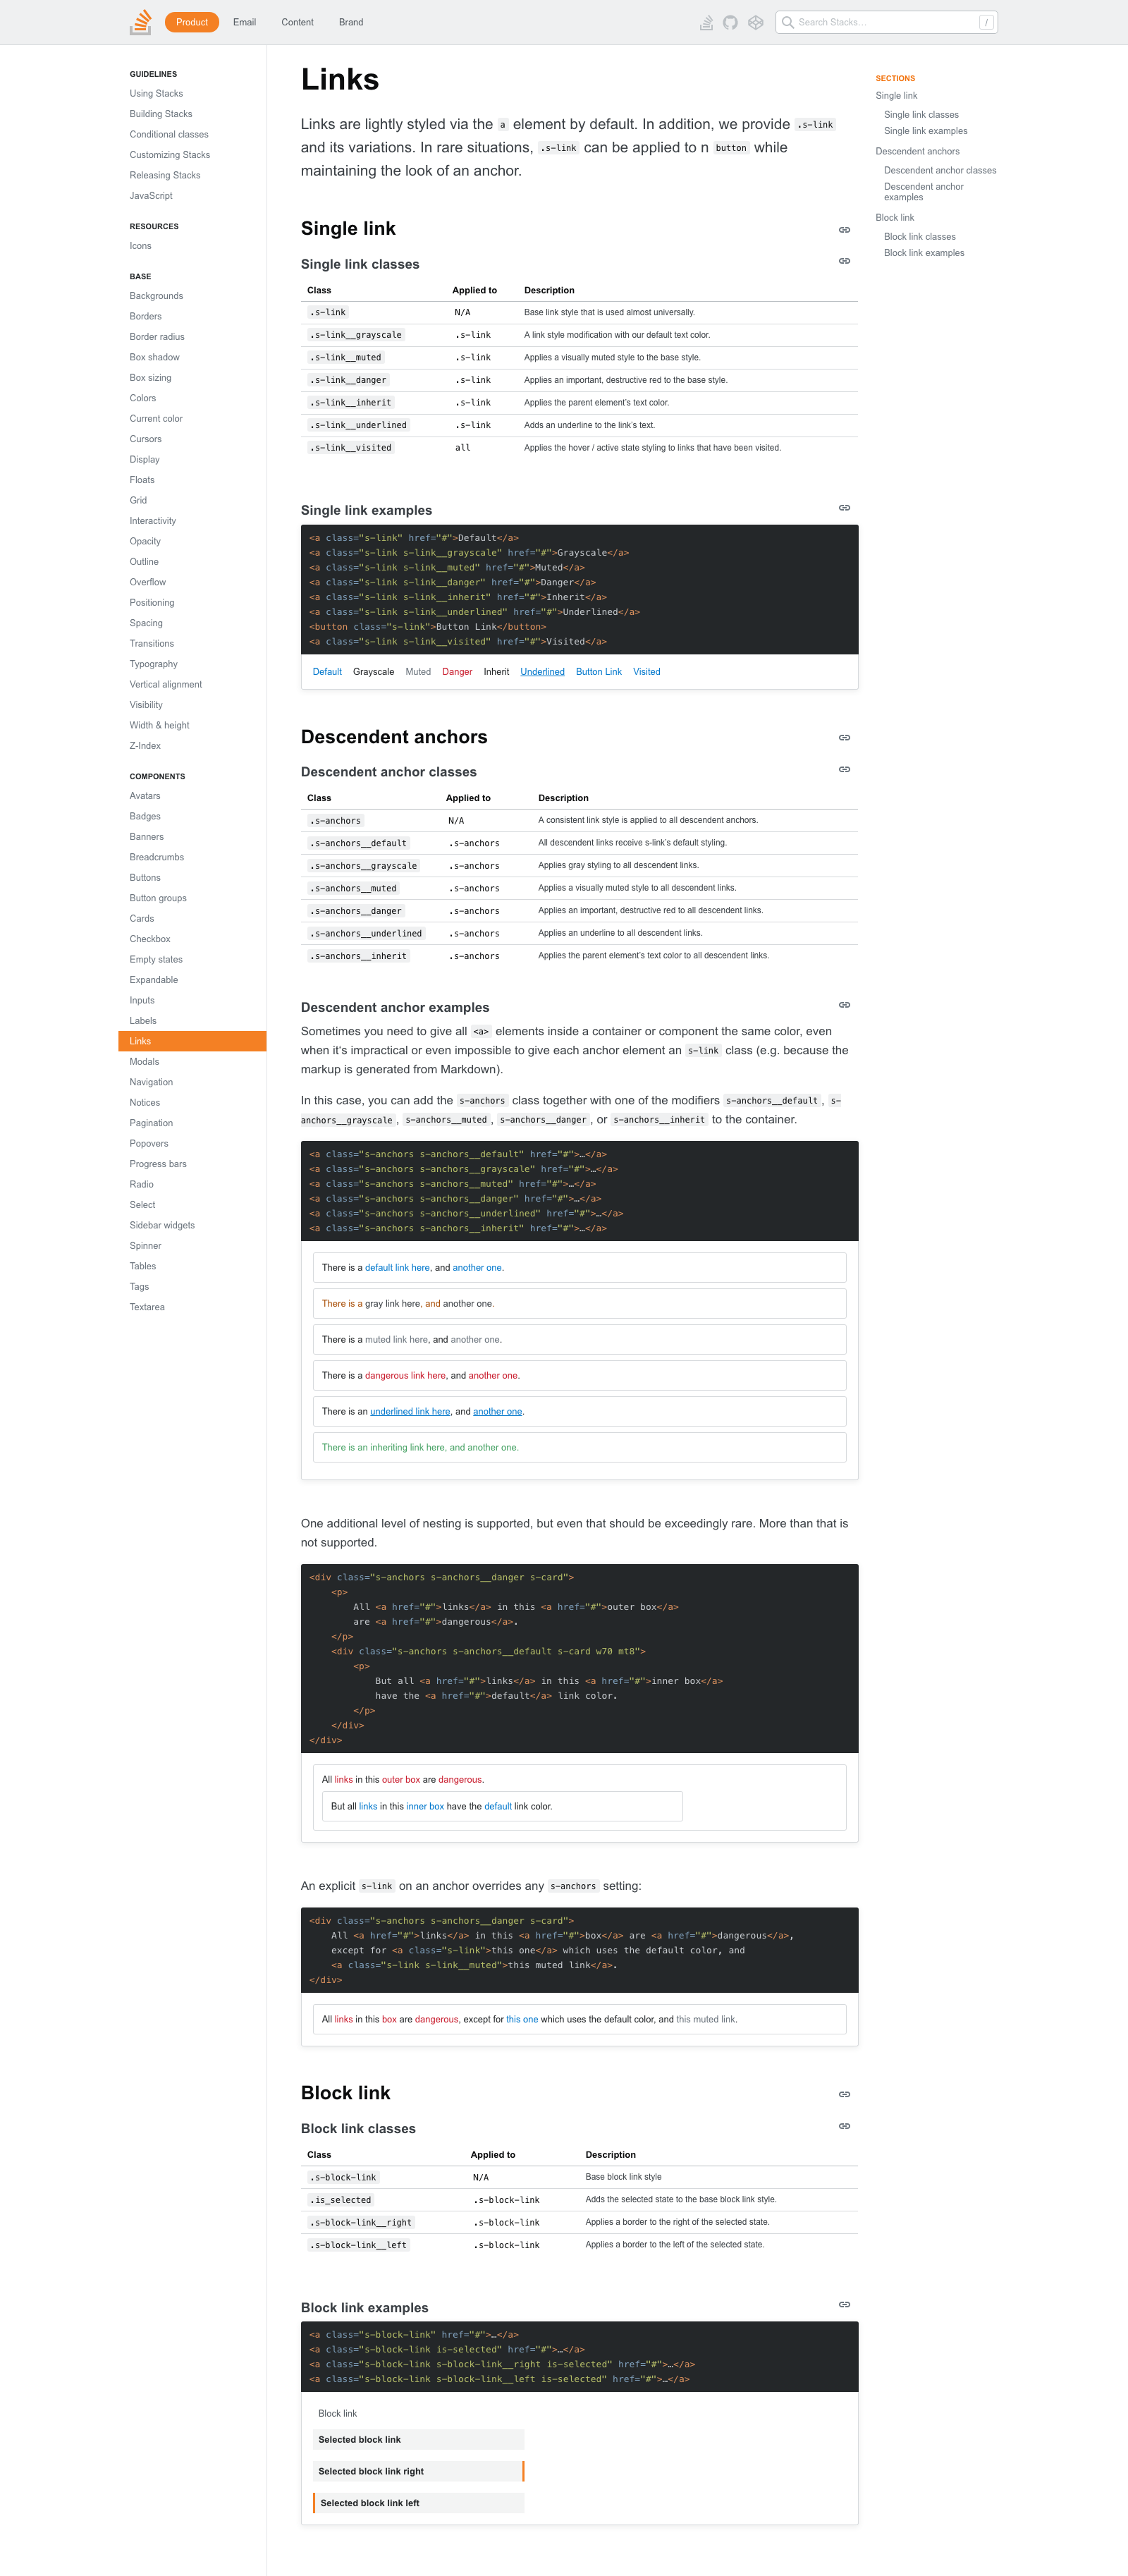 Product Email Content Brand Search Stacks… /
GUIDELINES
Using Stacks
Building Stacks
Conditional classes
Customizing Stacks
Releasing Stacks
JavaScript
RESOURCES
Icons
BASE
Backgrounds
Borders
Border radius
Box shadow
Box sizing
Colors
Current color
Cursors
Display
Floats
Grid
Interactivity
Opacity
Outline
Overflow
Positioning
Spacing
Transitions
Typography
Vertical alignment
Visibility
Width & height
Z-Index
COMPONENTS
Avatars
Badges
Banners
Breadcrumbs
Buttons
Button groups
Cards
Checkbox
Empty states
Expandable
Inputs
Labels
Links
Modals
Navigation
Notices
Pagination
Popovers
Progress bars
Radio
Select
Sidebar widgets
Spinner
Tables
Tags
Textarea
Links
Links are lightly styled via the a element by default. In addition, we provide .s-link
and its variations. In rare situations, .s-link can be applied to n button while
maintaining the look of an anchor.
Single link
Single link classes
Class Applied to Description
.s-link N/A Base link style that is used almost universally.
.s-link__grayscale .s-link A link style modification with our default text color.
.s-link__muted .s-link Applies a visually muted style to the base style.
.s-link__danger .s-link Applies an important, destructive red to the base style.
.s-link__inherit .s-link Applies the parent element's text color.
.s-link__underlined .s-link Adds an underline to the link's text.
.s-link__visited all Applies the hover / active state styling to links that have been visited.
Single link examples
<a class="s-link" href="#">Default</a>
<a class="s-link s-link__grayscale" href="#">Grayscale</a>
<a class="s-link s-link__muted" href="#">Muted</a>
<a class="s-link s-link__danger" href="#">Danger</a>
<a class="s-link s-link__inherit" href="#">Inherit</a>
<a class="s-link s-link__underlined" href="#">Underlined</a>
<button class="s-link">Button Link</button>
<a class="s-link s-link__visited" href="#">Visited</a>
Default Grayscale Muted Danger Inherit Underlined Button Link Visited
Descendent anchors
Descendent anchor classes
Class Applied to Description
.s-anchors N/A A consistent link style is applied to all descendent anchors.
.s-anchors__default .s-anchors All descendent links receive s-link's default styling.
.s-anchors__grayscale .s-anchors Applies gray styling to all descendent links.
.s-anchors__muted .s-anchors Applies a visually muted style to all descendent links.
.s-anchors__danger .s-anchors Applies an important, destructive red to all descendent links.
.s-anchors__underlined .s-anchors Applies an underline to all descendent links.
.s-anchors__inherit .s-anchors Applies the parent element's text color to all descendent links.
Descendent anchor examples
Sometimes you need to give all <a> elements inside a container or component the same color, even
when it's impractical or even impossible to give each anchor element an s-link class (e.g. because the
markup is generated from Markdown).
In this case, you can add the s-anchors class together with one of the modifiers s-anchors__default, s-
anchors__grayscale, s-anchors__muted, s-anchors__danger, or s-anchors__inherit to the container.
<a class="s-anchors s-anchors__default" href="#">…</a>
<a class="s-anchors s-anchors__grayscale" href="#">…</a>
<a class="s-anchors s-anchors__muted" href="#">…</a>
<a class="s-anchors s-anchors__danger" href="#">…</a>
<a class="s-anchors s-anchors__underlined" href="#">…</a>
<a class="s-anchors s-anchors__inherit" href="#">…</a>
There is a default link here, and another one.
There is a gray link here, and another one.
There is a muted link here, and another one.
There is a dangerous link here, and another one.
There is an underlined link here, and another one.
There is an inheriting link here, and another one.
One additional level of nesting is supported, but even that should be exceedingly rare. More than that is
not supported.
<div class="s-anchors s-anchors__danger s-card">
<p>
All <a href="#">links</a> in this <a href="#">outer box</a>
are <a href="#">dangerous</a>.
</p>
<div class="s-anchors s-anchors__default s-card w70 mt8">
<p>
But all <a href="#">links</a> in this <a href="#">inner box</a>
have the <a href="#">default</a> link color.
</p>
</div>
</div>
All links in this outer box are dangerous.
But all links in this inner box have the default link color.
An explicit s-link on an anchor overrides any s-anchors setting:
<div class="s-anchors s-anchors__danger s-card">
All <a href="#">links</a> in this <a href="#">box</a> are <a href="#">dangerous</a>,
except for <a class="s-link">this one</a> which uses the default color, and
<a class="s-link s-link__muted">this muted link</a>.
</div>
All links in this box are dangerous, except for this one which uses the default color, and this muted link.
Block link
Block link classes
Class Applied to Description
.s-block-link N/A Base block link style
.is_selected .s-block-link Adds the selected state to the base block link style.
.s-block-link__right .s-block-link Applies a border to the right of the selected state.
.s-block-link__left .s-block-link Applies a border to the left of the selected state.
Block link examples
<a class="s-block-link" href="#">…</a>
<a class="s-block-link is-selected" href="#">…</a>
<a class="s-block-link s-block-link__right is-selected" href="#">…</a>
<a class="s-block-link s-block-link__left is-selected" href="#">…</a>
Block link
Selected block link
Selected block link right
Selected block link left
SECTIONS
Single link
Single link classes
Single link examples
Descendent anchors
Descendent anchor classes
Descendent anchor
examples
Block link
Block link classes
Block link examples